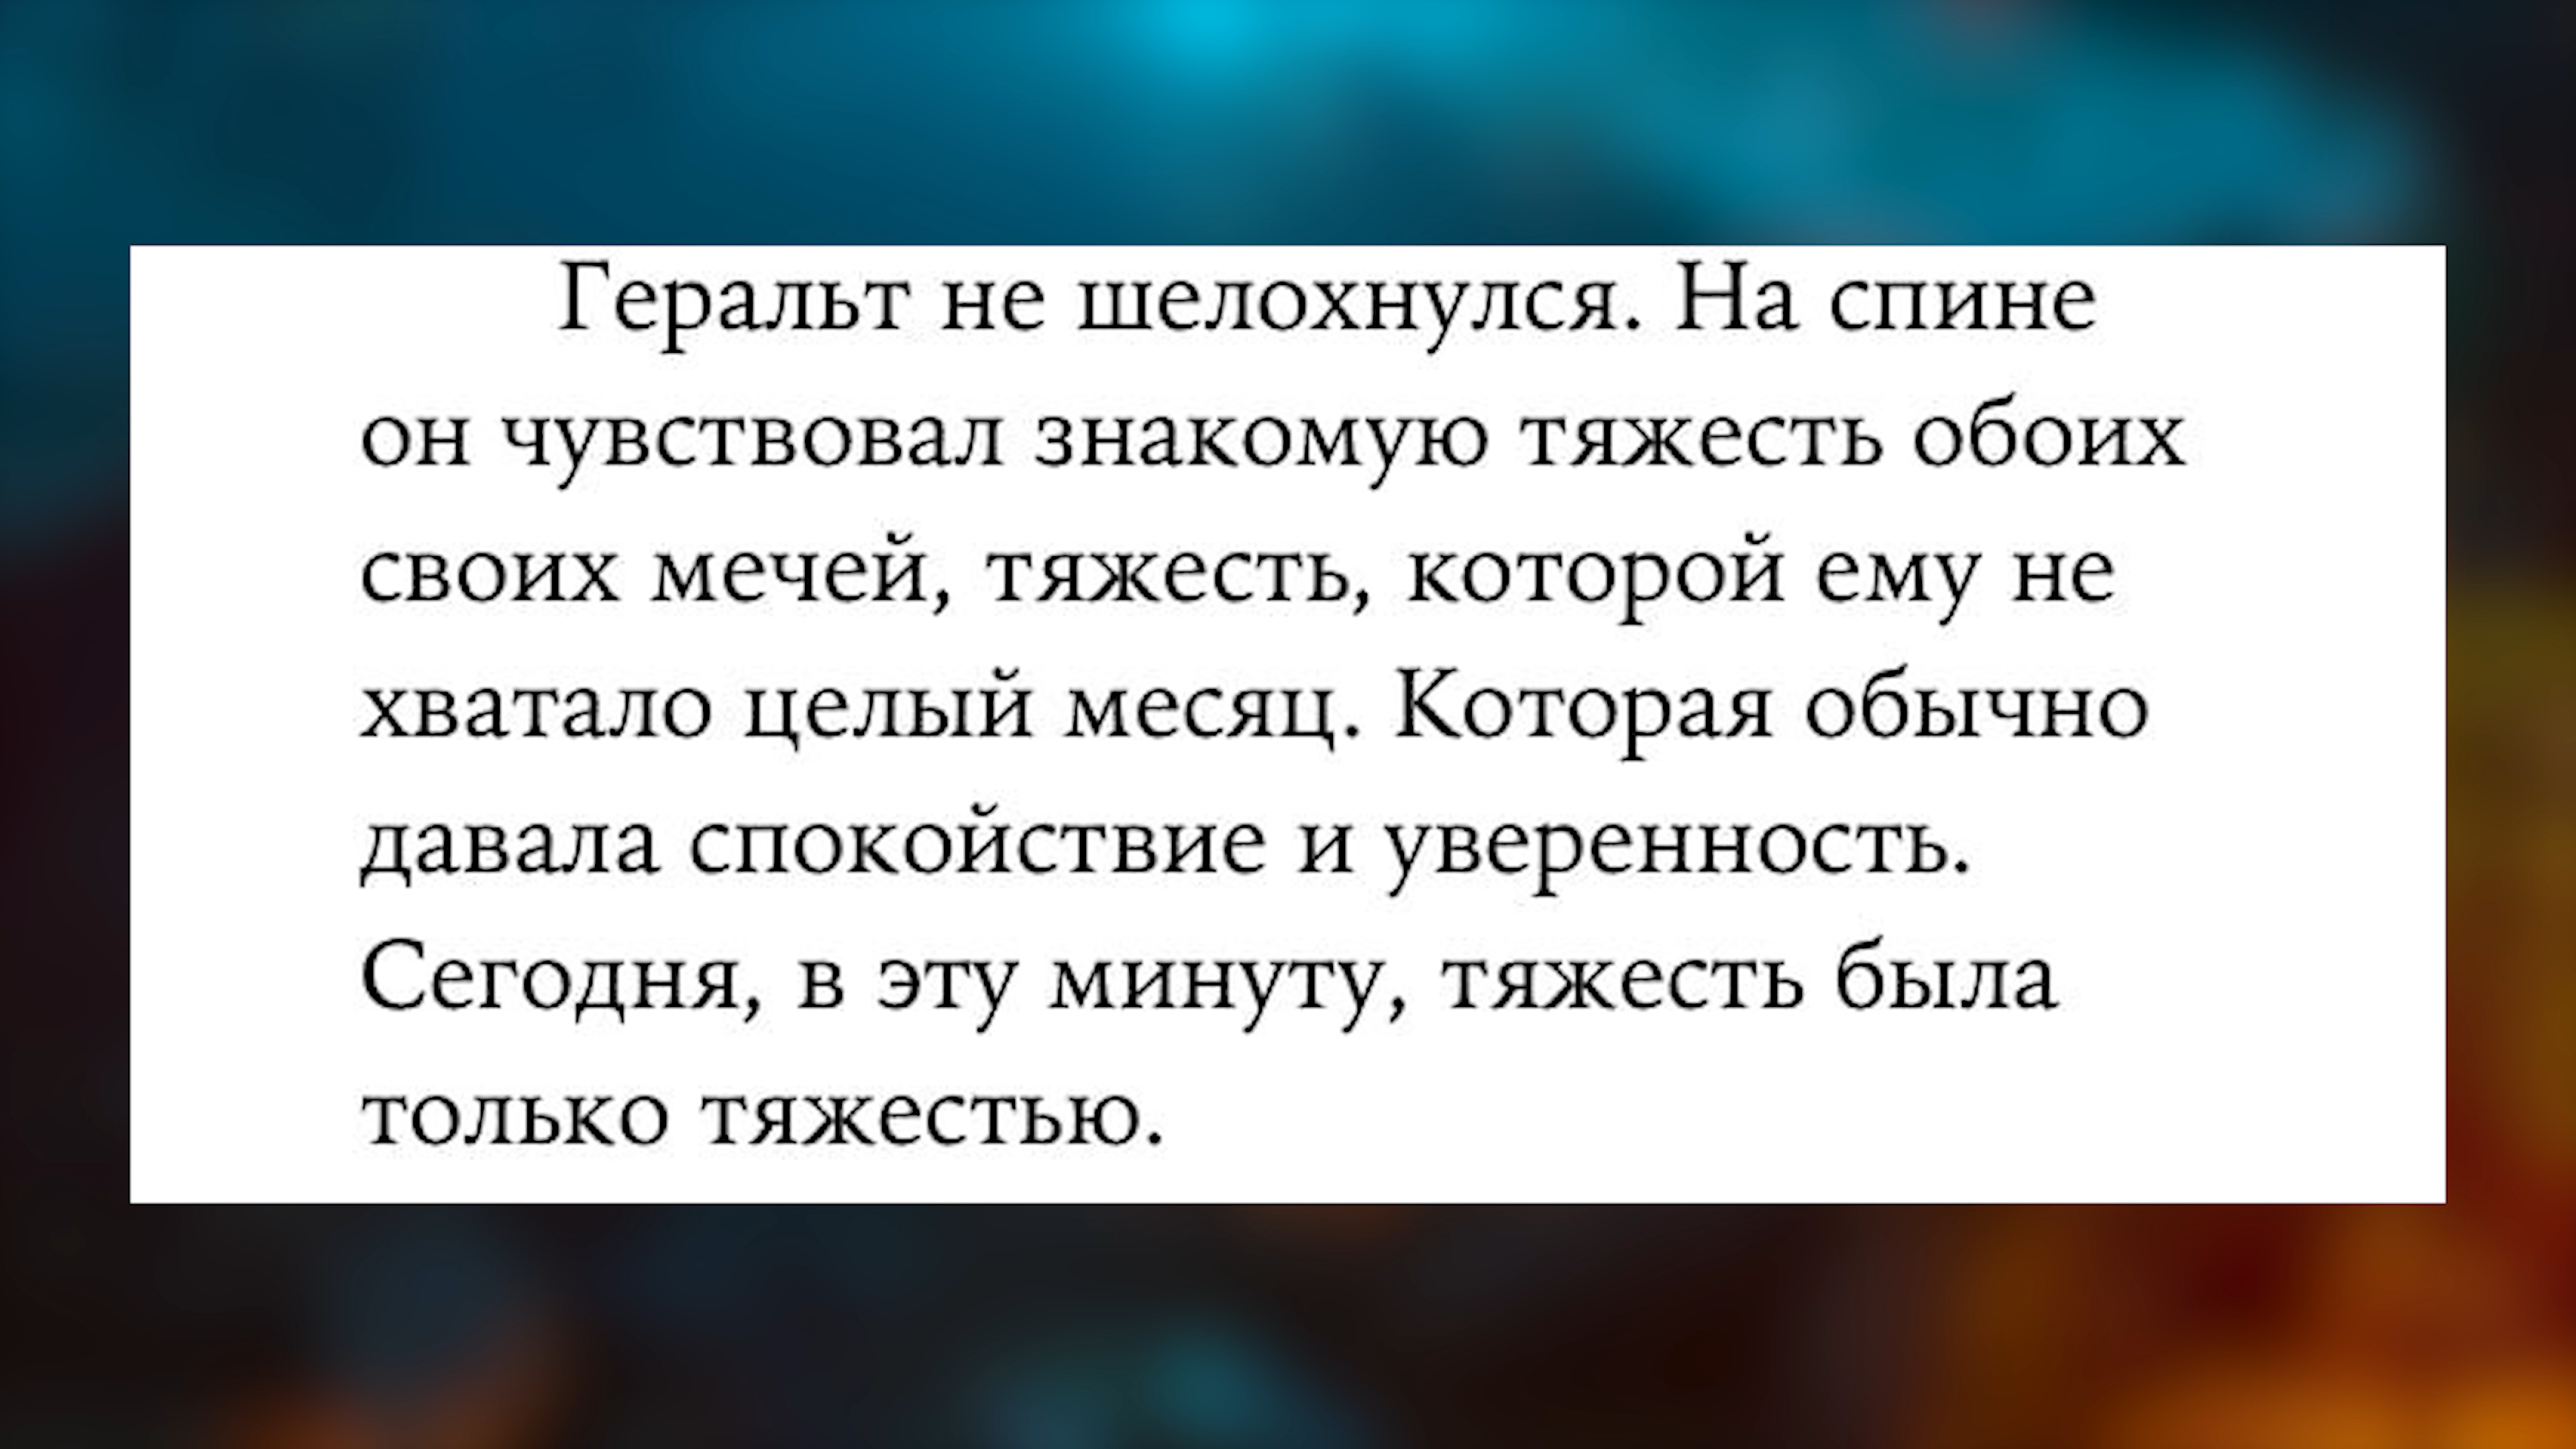 Геральт не шелохнулся. На спине
он чувствовал знакомую тяжесть обоих
своих мечей, тяжесть, которой ему не
хватало целый месяц. Которая обычно
давала спокойствие и уверенность.
Сегодня, в эту минуту, тяжесть была
только тяжестью.